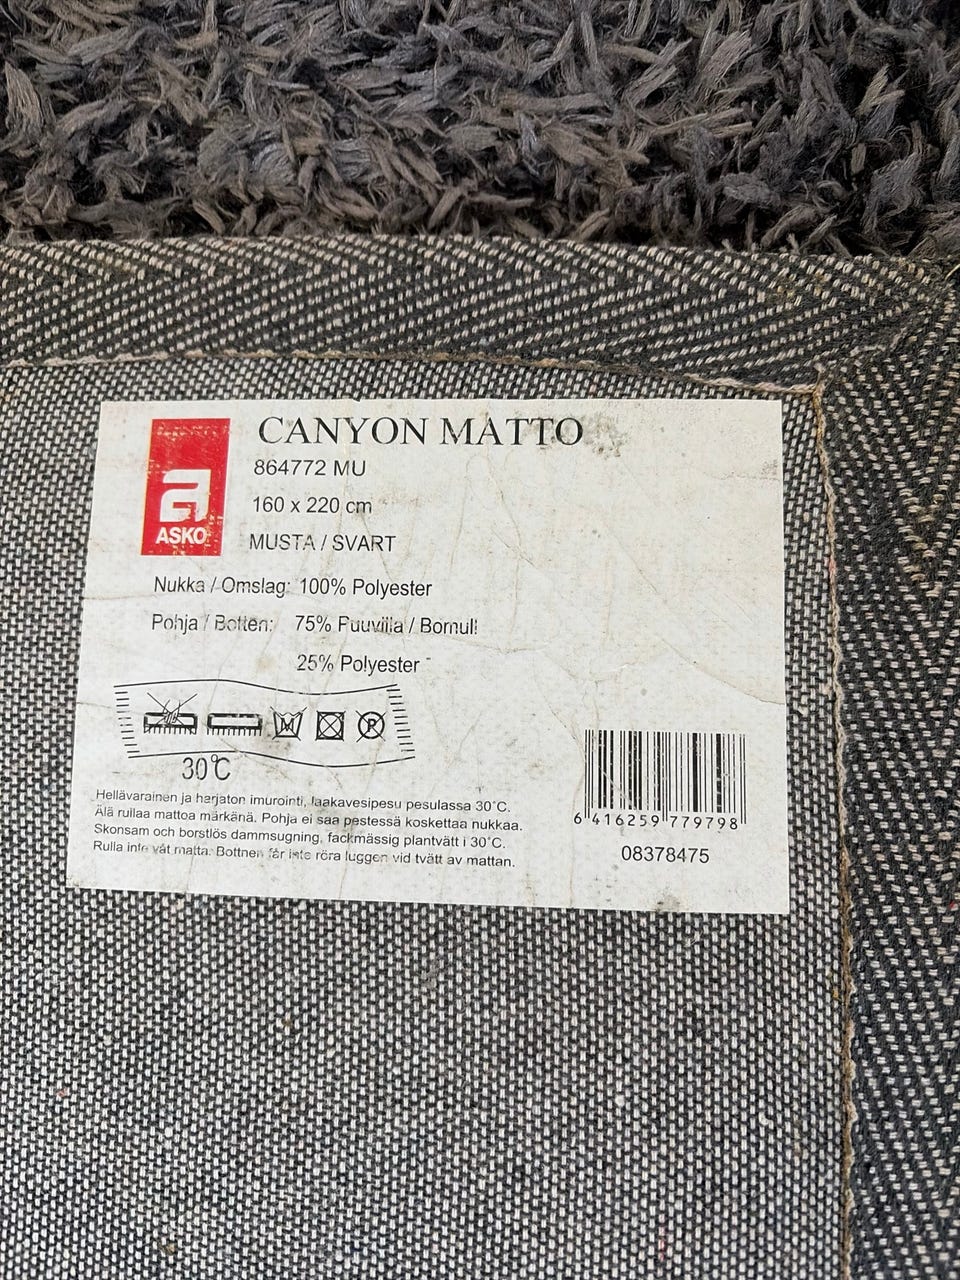 CANYON MATTO
864772 MU
160 x 220 cm
ASKO
MUSTA / SVART
Nukka / Omslag: 100% Polyester
Pohja / Botten: 75% Puuvilla / Bomull
25% Polyester
M P
30°C
Hellävarainen ja harjaton imurointi, laakavesipesu pesulassa 30°C.
Älä rullaa mattoa märkänä. Pohja ei saa pestessä koskettaa nukkaa.
Skonsam och borstlös dammsugning, fackmässig plantvätt i 30°C.
Rulla inte våt matta. Bottnen får inte röra luggen vid tvätt av mattan.
6 416259 779798
08378475